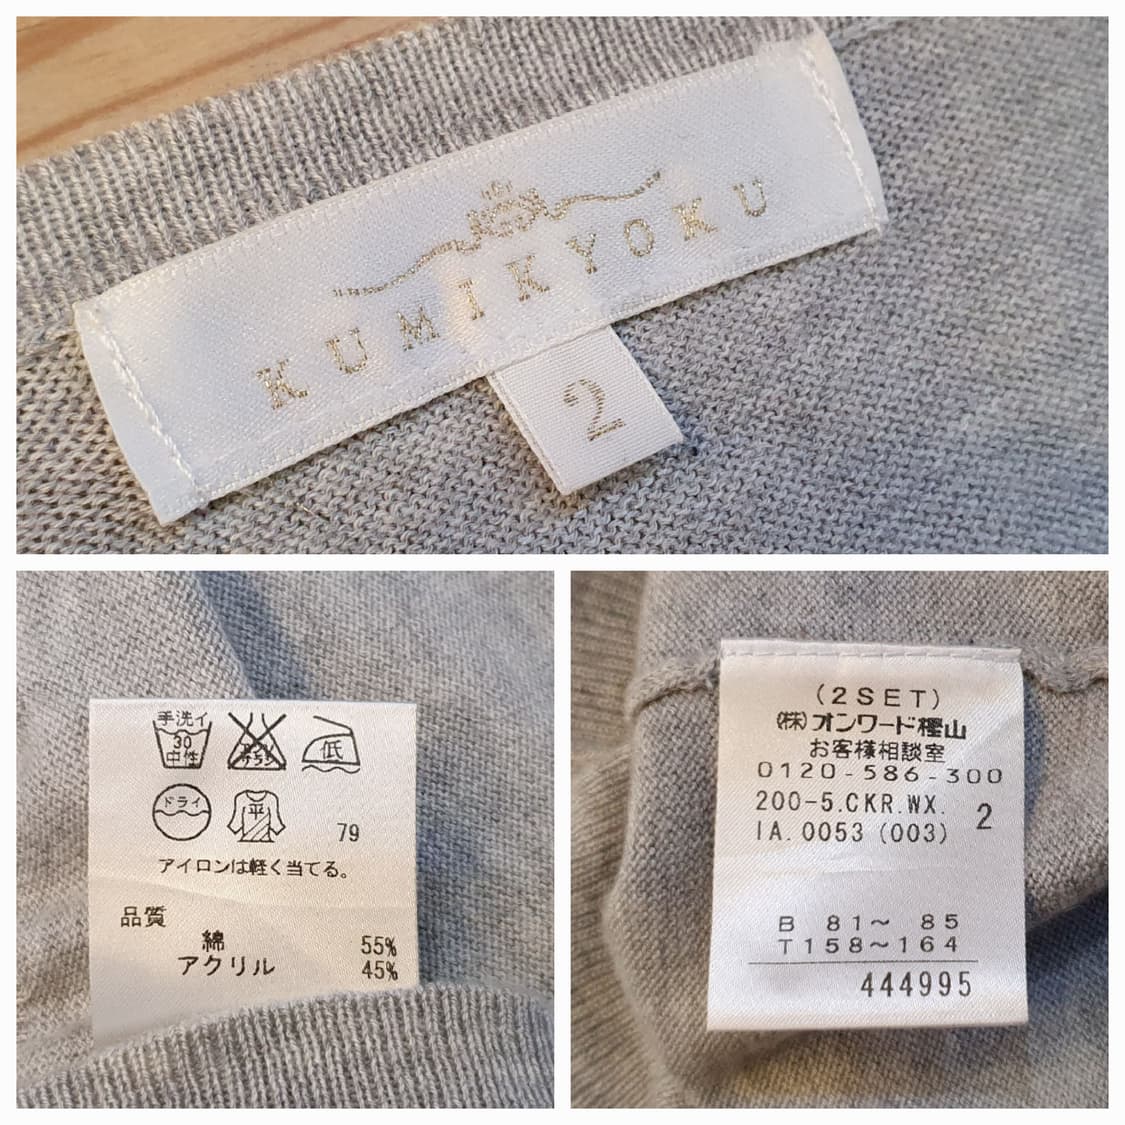 KUMIKYOKU
2
手洗イ
30
中性
低
ドライ
平
79
アイロンは軽く当てる。
品質
綿 55%
アクリル 45%
(2SET)
㈱オンワード樫山
お客様相談室
0120-586-300
200-5.CKR.WX. 2
IA.0053 (003)
B 81～ 85
T158～164
444995